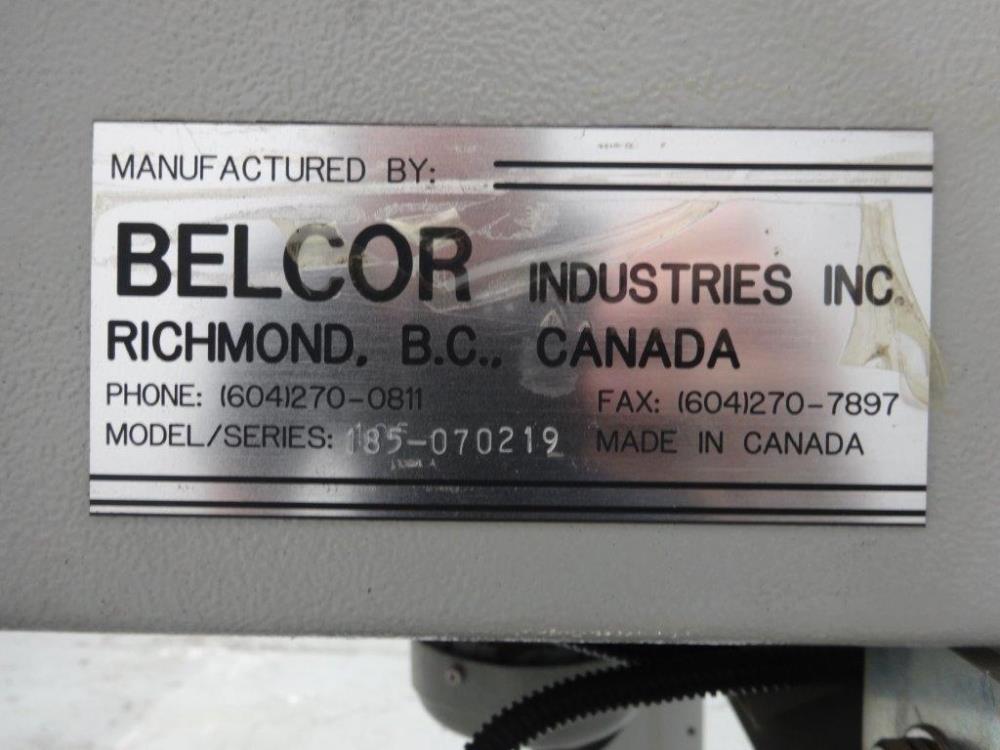 MANUFACTURED BY:
BELCOR INDUSTRIES INC.
RICHMOND, B.C., CANADA
PHONE: (604)270-0811 FAX: (604)270-7897
MODEL/SERIES: 185-070219 MADE IN CANADA